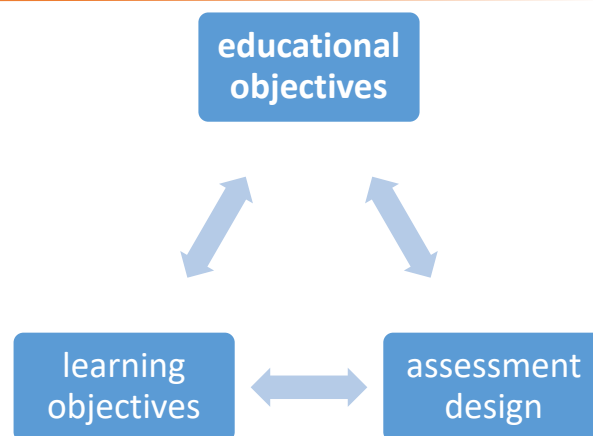 educational
objectives
learning
objectives
assessment
design